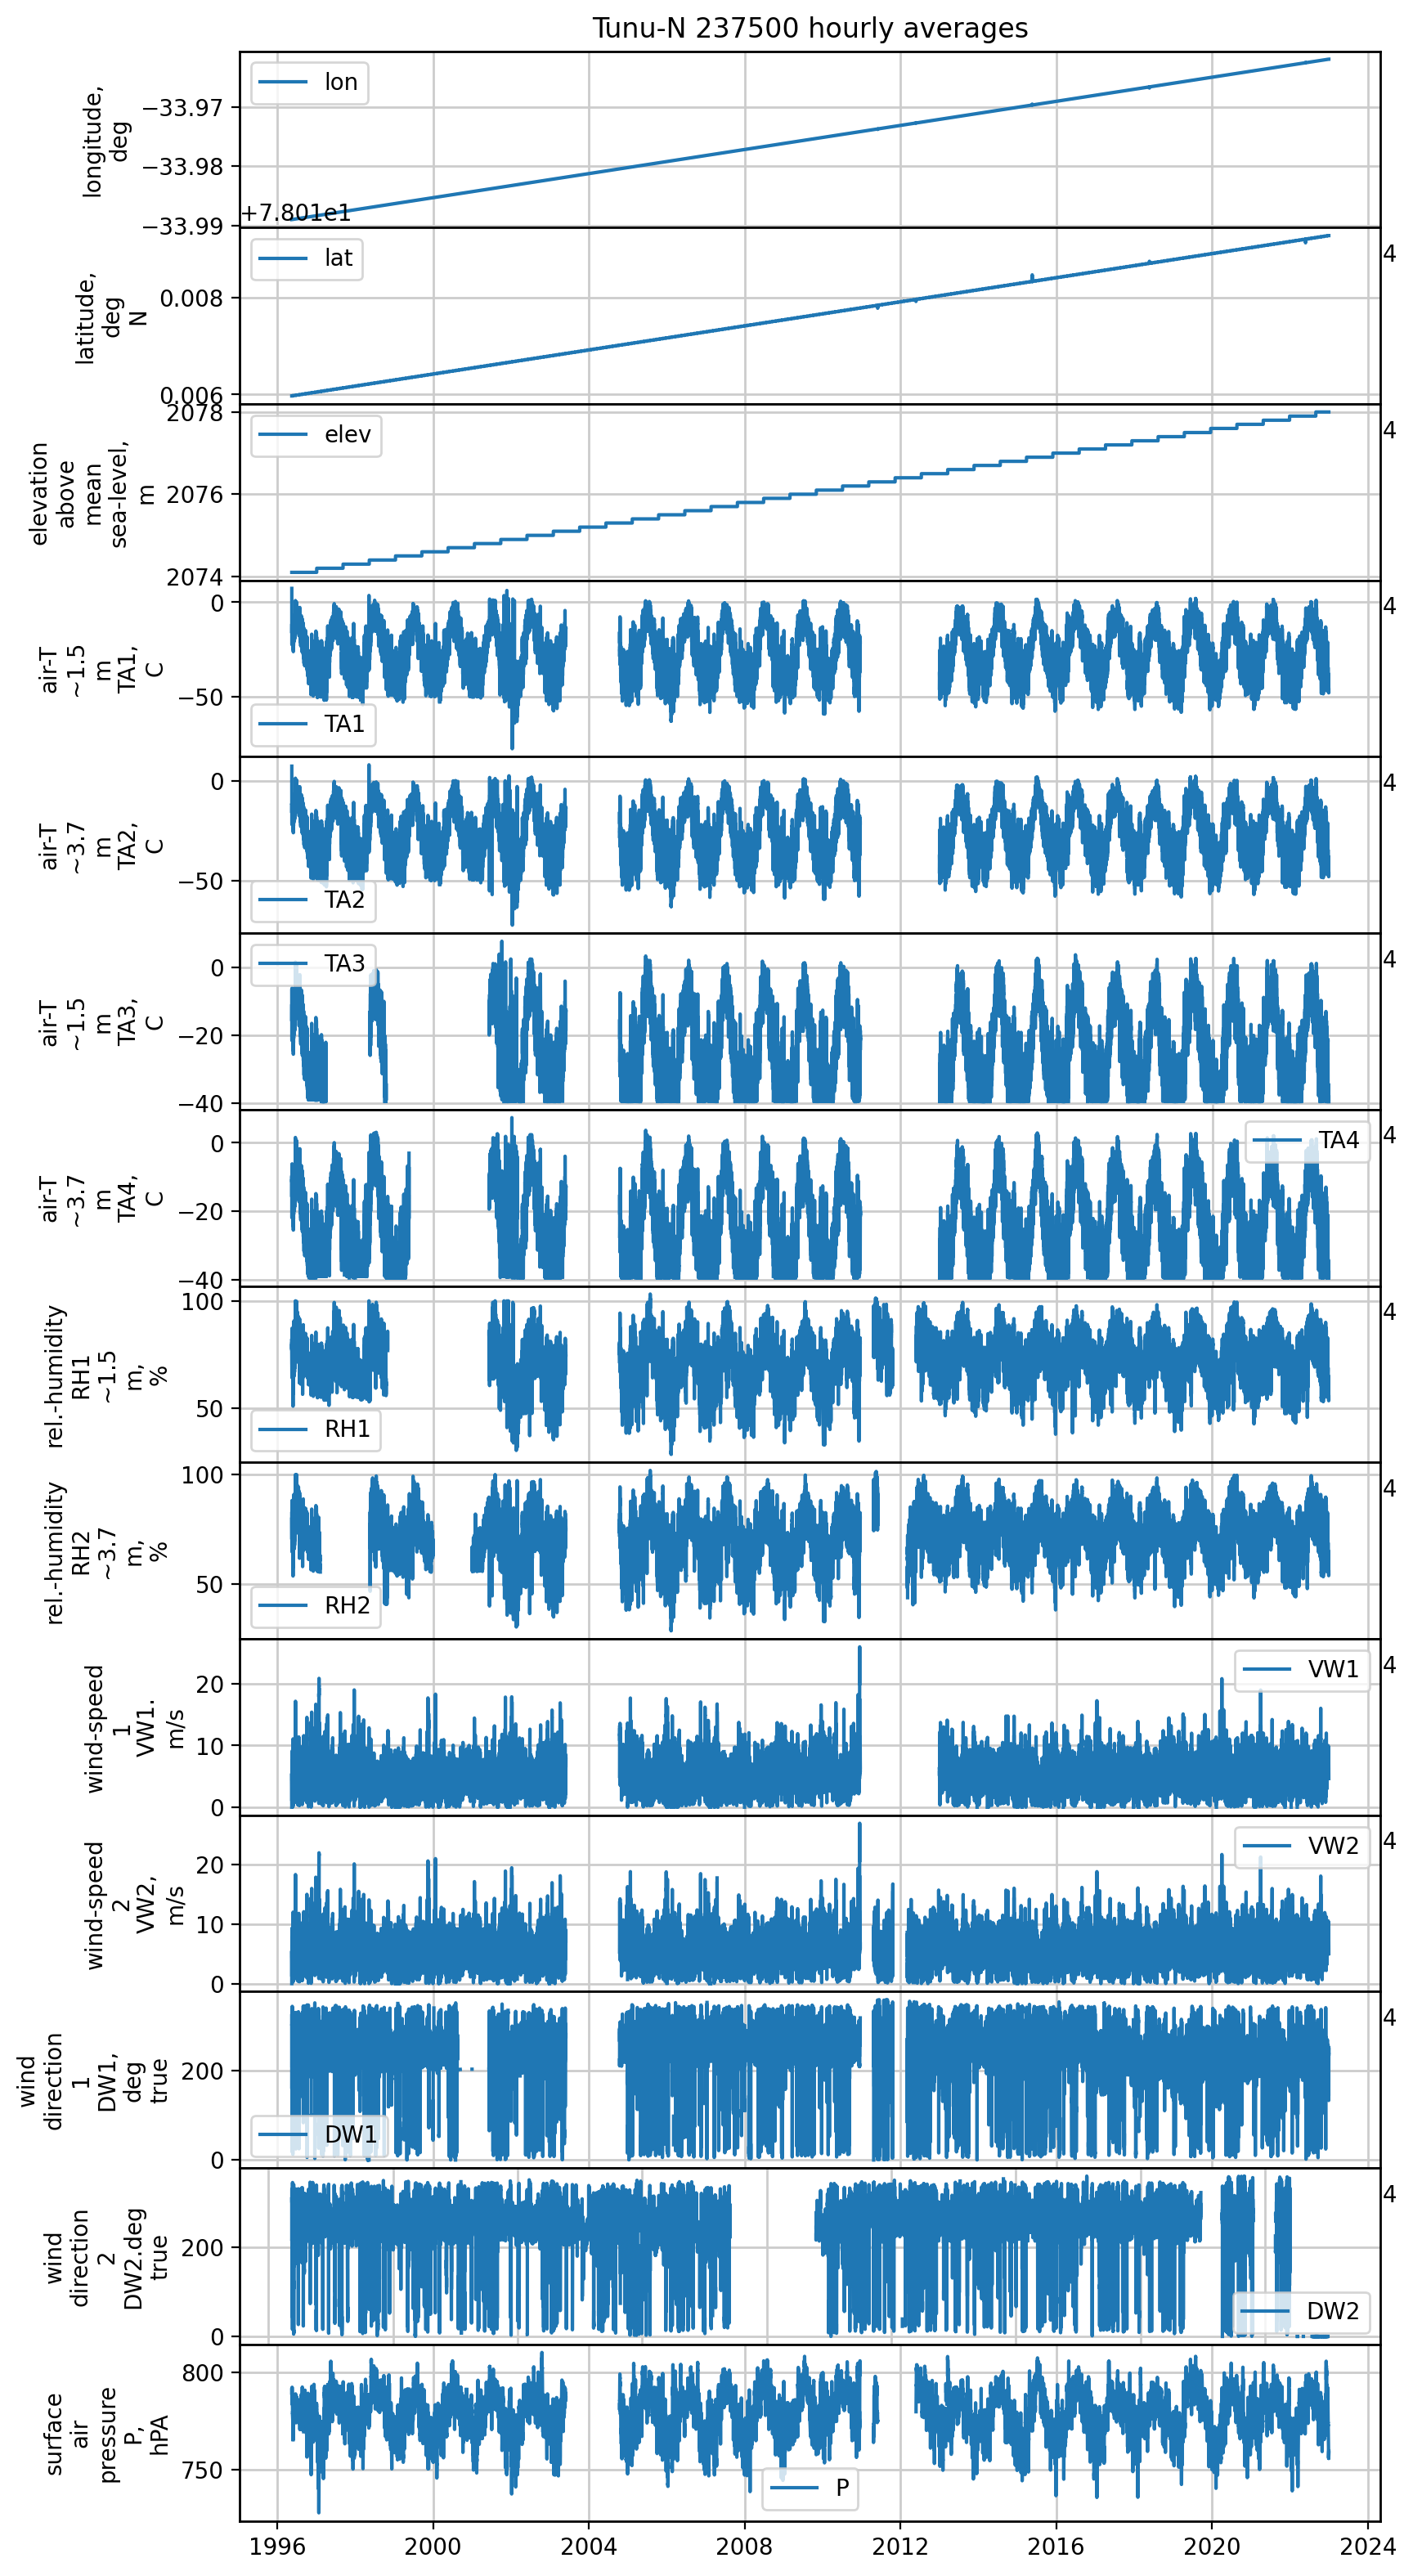 Tunu-N 237500 hourly averages
longitude,
deg
lon
−33.97
−33.98
−33.99
+7.801e1
latitude,
deg
N
lat
0.008
0.006
4
elevation
above
mean
sea-level,
m
elev
2078
2076
2074
4
air-T
~1.5
m
TA1,
C
0
−50
TA1
4
air-T
~3.7
m
TA2,
C
0
−50
TA2
4
air-T
~1.5
m
TA3,
C
TA3
0
−20
−40
4
air-T
~3.7
m
TA4,
C
TA4
0
−20
−40
4
rel.-humidity
RH1
~1.5
m,
%
100
50
RH1
4
rel.-humidity
RH2
~3.7
m,
%
100
50
RH2
4
wind-speed
1
VW1.
m/s
VW1
20
10
0
4
wind-speed
2
VW2,
m/s
VW2
20
10
0
4
wind
direction
1
DW1,
deg
true
200
0
DW1
4
wind
direction
2
DW2.deg
true
200
0
DW2
4
surface
air
pressure
P,
hPA
800
750
P
1996 2000 2004 2008 2012 2016 2020 2024